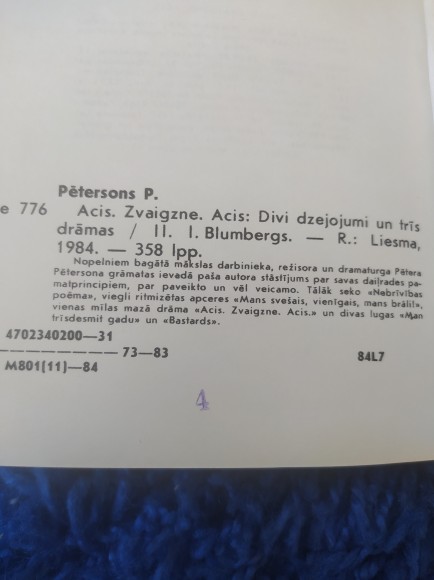 Pētersons P.
e 776 Acis. Zvaigzne. Acis: Divi dzejojumi un trīs
drāmas / Il. I. Blumbergs. — R.: Liesma,
1984. — 358 lpp.
Nopelniem bagātā mākslas darbinieka, režisora un dramaturga Pētera
Pētersona grāmatas ievadā paša autora stāstījums par savas daiļrades pa-
matprincipiem, par paveikto un vēl veicamo. Tālāk seko «Nebrīvības
poēma», viegli ritmizētas apceres «Mans svešais, vienīgais, mans brāli!»,
vienas mīlas mazā drāma «Acis. Zvaigzne. Acis.» un divas lugas «Man
trīsdesmit gadu» un «Bastards».
4702340200—31
73—83
M801(11)—84
84L7
4